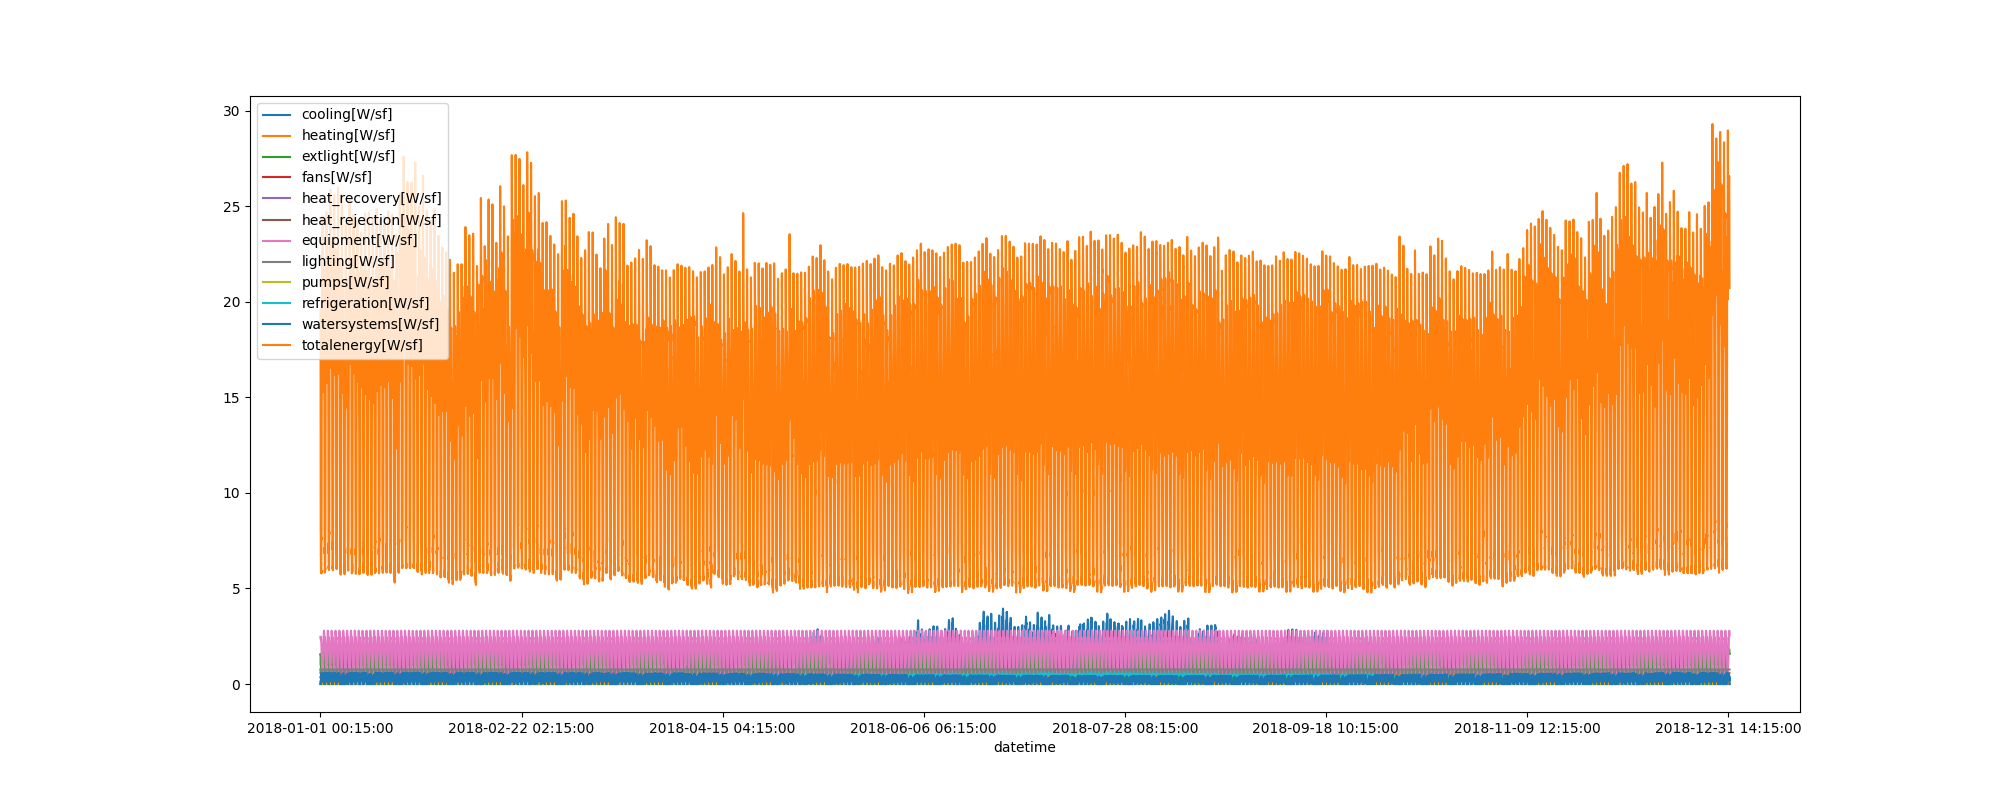 30
25
20
15
10
5
0
cooling[W/sf]
heating[W/sf]
extlight[W/sf]
fans[W/sf]
heat_recovery[W/sf]
heat_rejection[W/sf]
equipment[W/sf]
lighting[W/sf]
pumps[W/sf]
refrigeration[W/sf]
watersystems[W/sf]
totalenergy[W/sf]
2018-01-01 00:15:00 2018-02-22 02:15:00 2018-04-15 04:15:00 2018-06-06 06:15:00 2018-07-28 08:15:00 2018-09-18 10:15:00 2018-11-09 12:15:00 2018-12-31 14:15:00
datetime